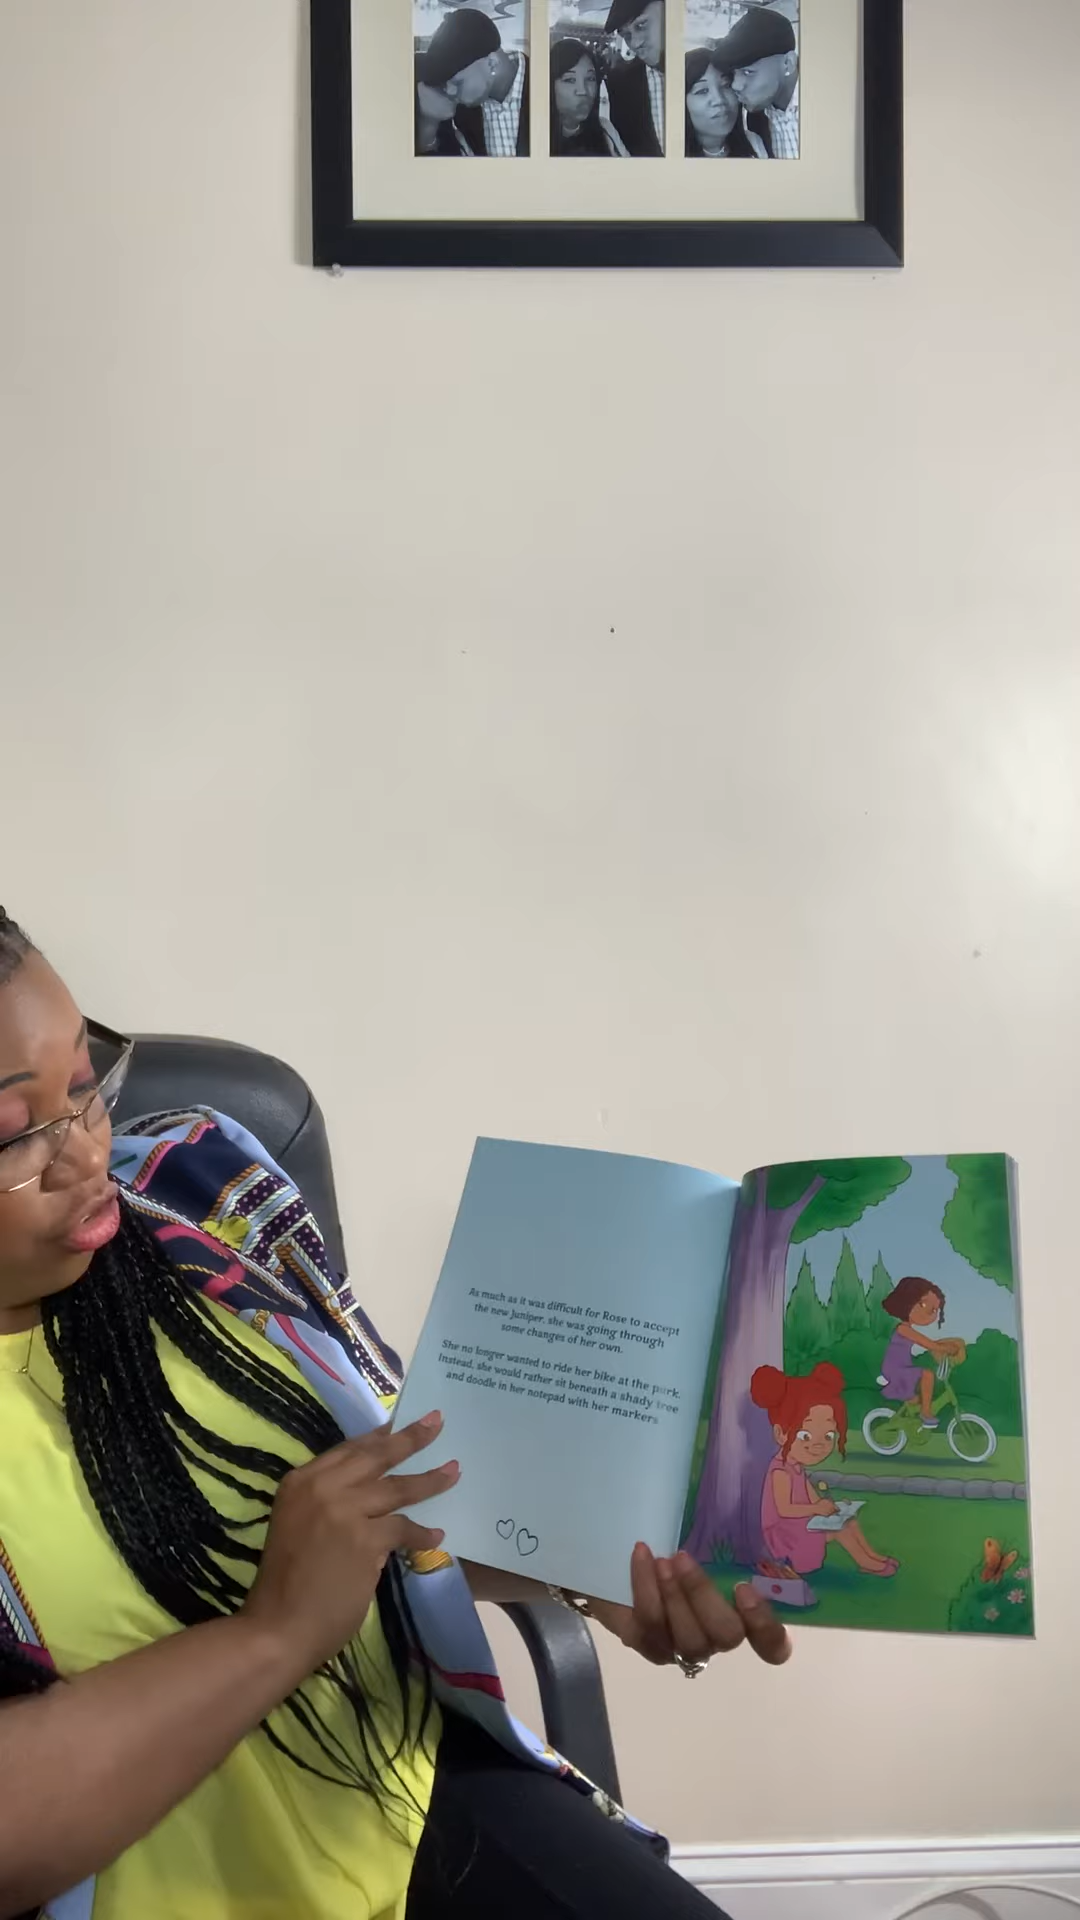 As much as it was difficult for Rose to accept
the new Juniper, she was going through
some changes of her own.
She no longer wanted to ride her bike at the park.
Instead, she would rather sit beneath a shady tree
and doodle in her notepad with her markers